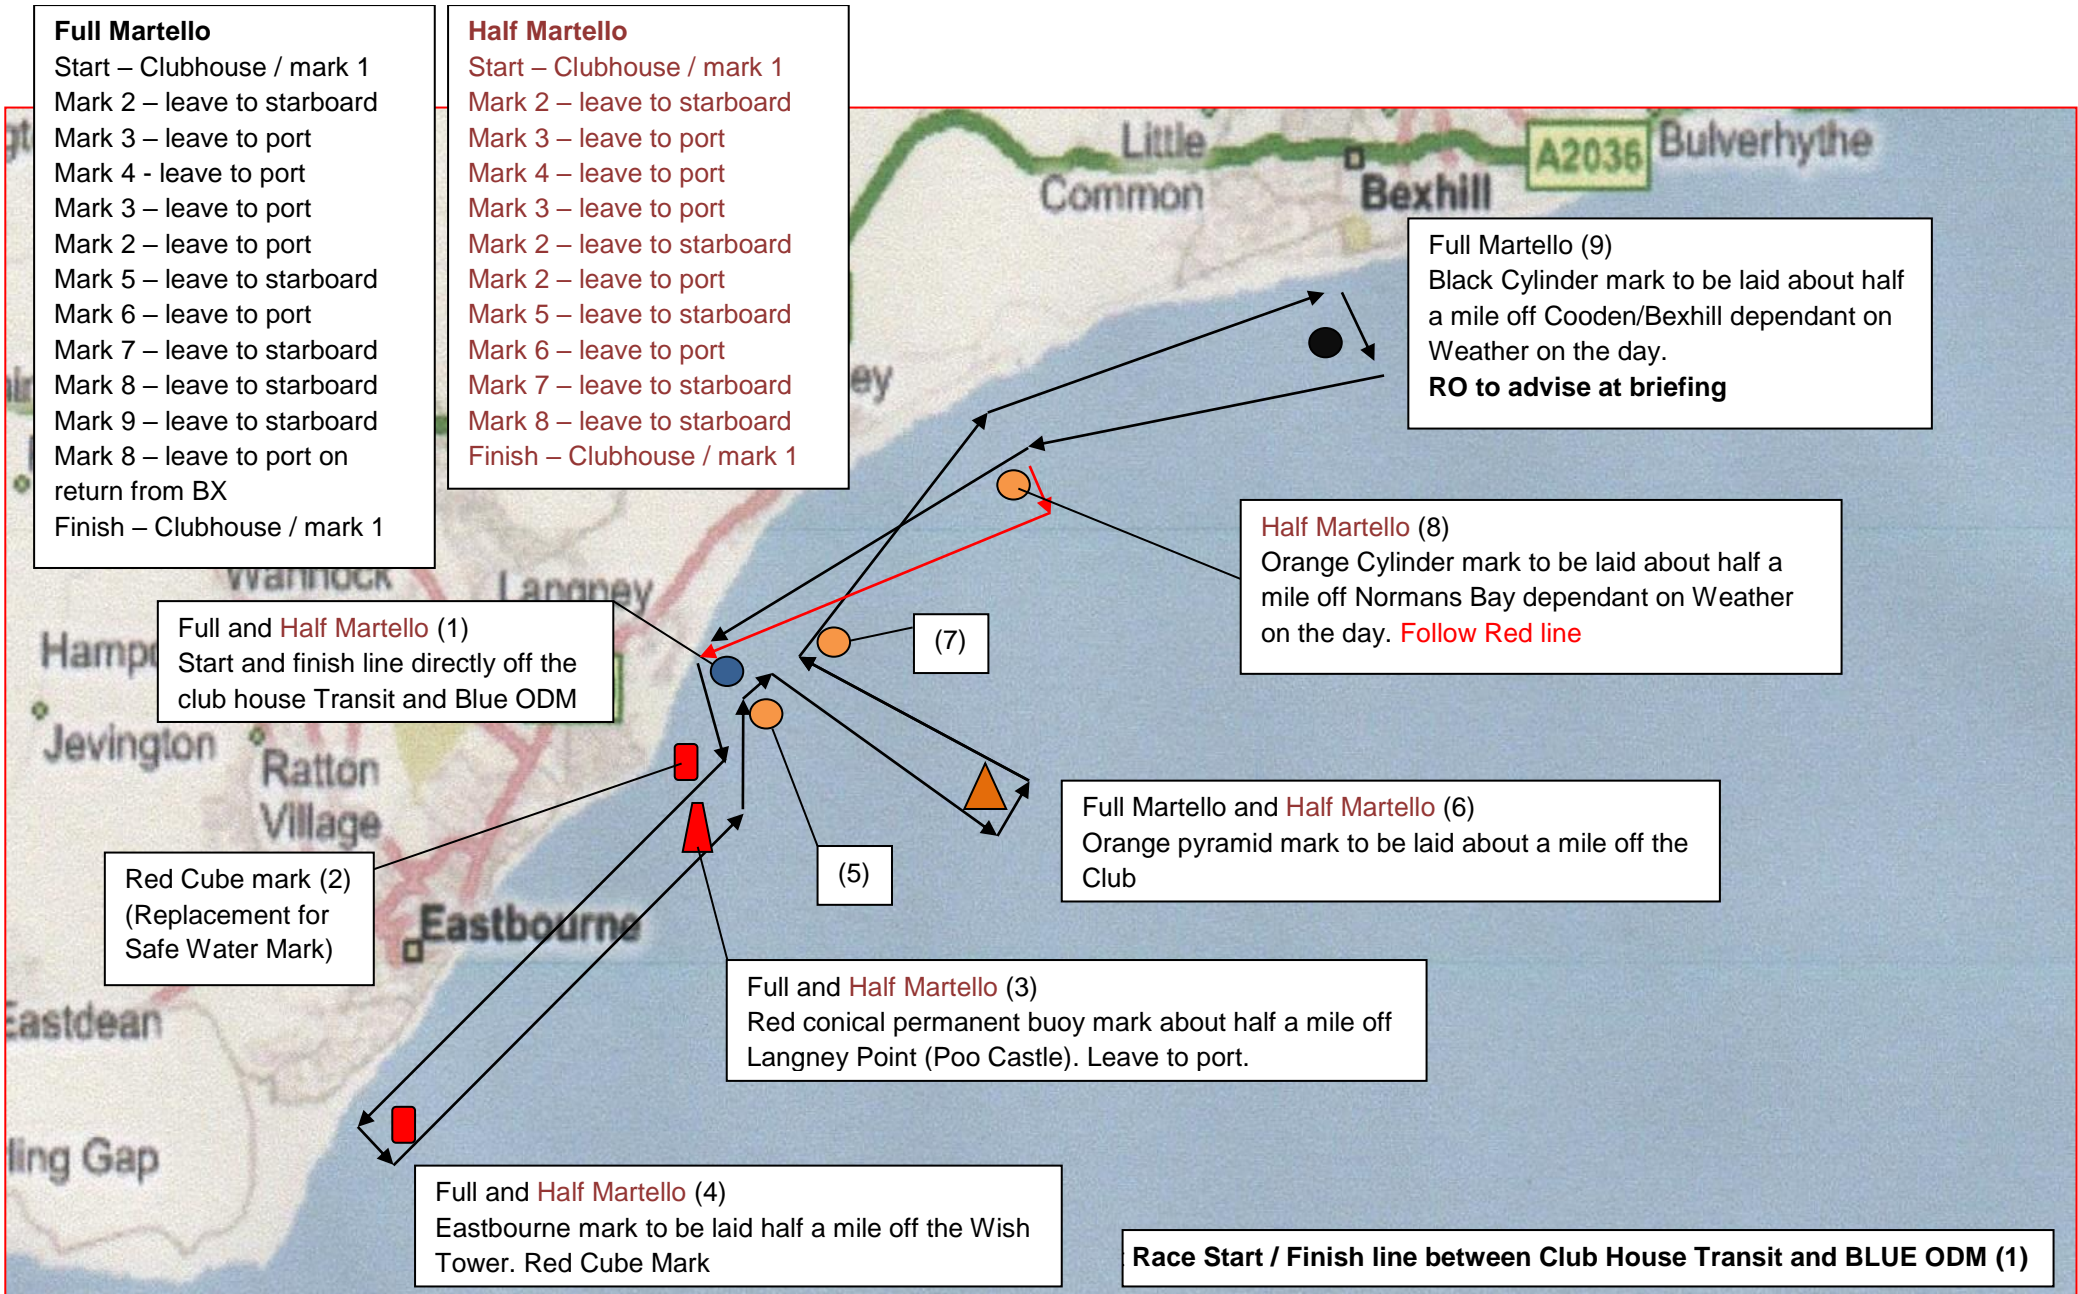 Full Martello
Start – Clubhouse / mark 1
Mark 2 – leave to starboard
Mark 3 – leave to port
Mark 4 - leave to port
Mark 3 – leave to port
Mark 2 – leave to port
Mark 5 – leave to starboard
Mark 6 – leave to port
Mark 7 – leave to starboard
Mark 8 – leave to starboard
Mark 9 – leave to starboard
Mark 8 – leave to port on
return from BX
Finish – Clubhouse / mark 1
Half Martello
Start – Clubhouse / mark 1
Mark 2 – leave to starboard
Mark 3 – leave to port
Mark 4 – leave to port
Mark 3 – leave to port
Mark 2 – leave to starboard
Mark 2 – leave to port
Mark 5 – leave to starboard
Mark 6 – leave to port
Mark 7 – leave to starboard
Mark 8 – leave to starboard
Finish – Clubhouse / mark 1
Little
Common
Bexhill
A2036
Bulverhythe
Full Martello (9)
Black Cylinder mark to be laid about half
a mile off Cooden/Bexhill dependant on
Weather on the day.
RO to advise at briefing
ey
Half Martello (8)
Orange Cylinder mark to be laid about half a
mile off Normans Bay dependant on Weather
on the day. Follow Red line
Wannock
Langney
Full and Half Martello (1)
Start and finish line directly off the
club house Transit and Blue ODM
(7)
Hamp
Jevington
Ratton
Village
Full Martello and Half Martello (6)
Orange pyramid mark to be laid about a mile off the
Club
(5)
Red Cube mark (2)
(Replacement for
Safe Water Mark)
Eastbourne
Full and Half Martello (3)
Red conical permanent buoy mark about half a mile off
Langney Point (Poo Castle). Leave to port.
Eastdean
ling Gap
Full and Half Martello (4)
Eastbourne mark to be laid half a mile off the Wish
Tower. Red Cube Mark
Race Start / Finish line between Club House Transit and BLUE ODM (1)